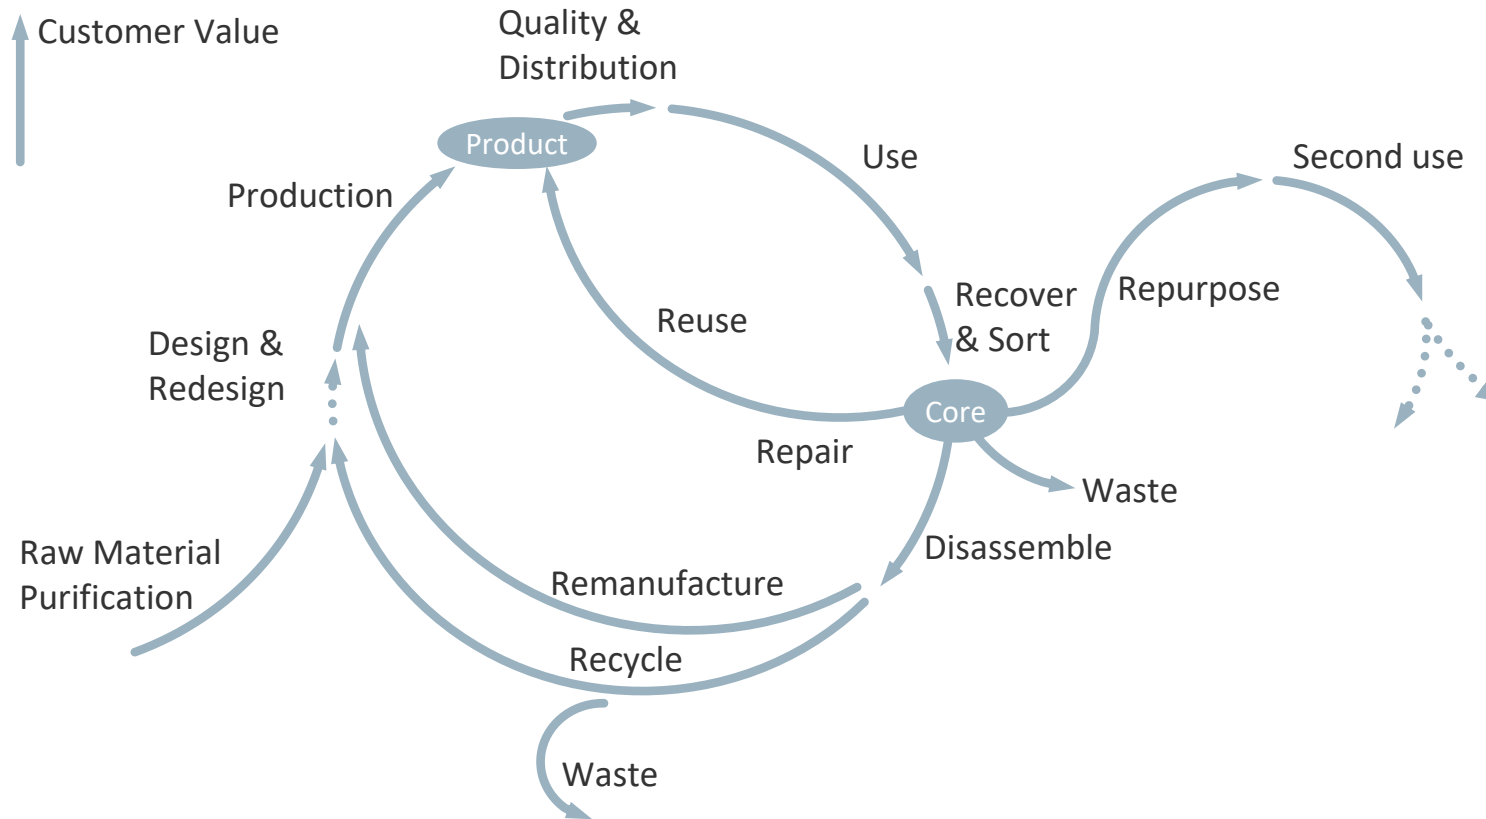 Customer Value
Quality &
Distribution
Product
Use
Second use
Production
Recover
& Sort
Repurpose
Reuse
Design &
Redesign
Core
Repair
Waste
Disassemble
Raw Material
Purification
Remanufacture
Recycle
Waste